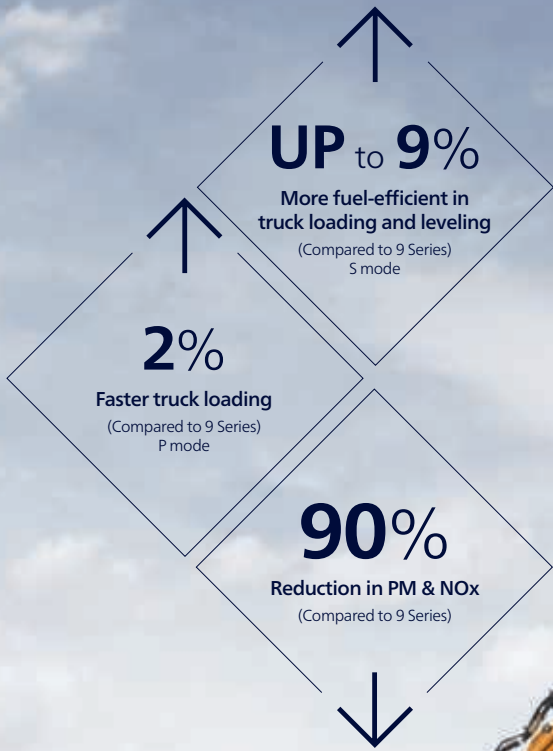 UP to 9%
More fuel-efficient in
truck loading and leveling
(Compared to 9 Series)
S mode
2%
Faster truck loading
(Compared to 9 Series)
P mode
90%
Reduction in PM & NOx
(Compared to 9 Series)